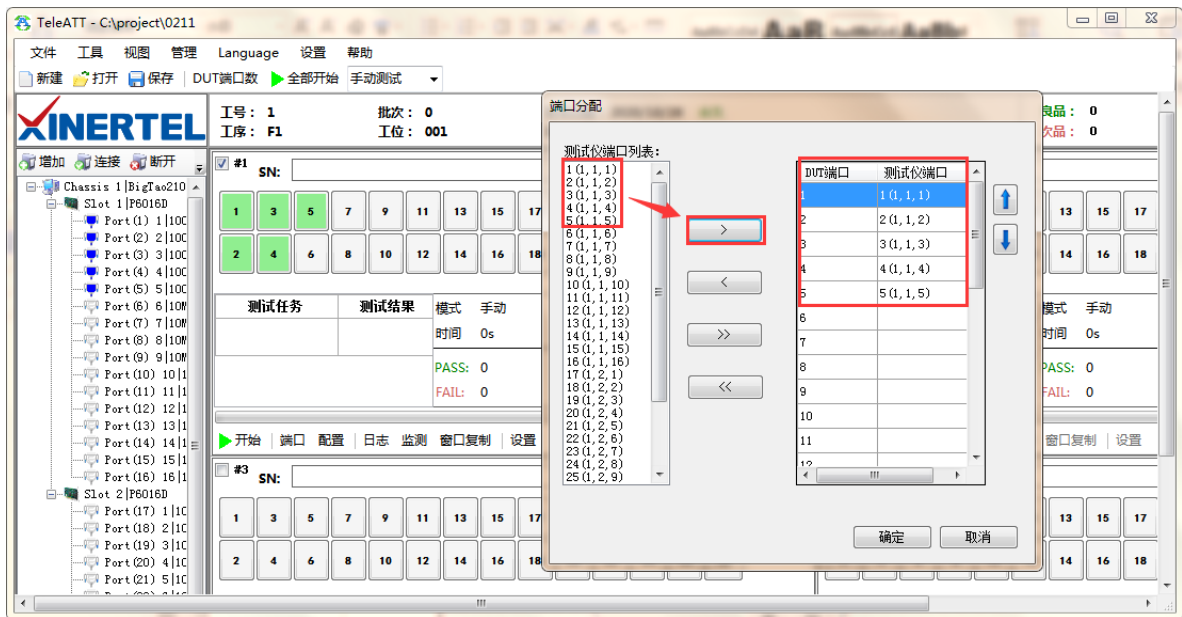 TeleATT - C:\project\0211
文件 工具 视图 管理 Language 设置 帮助
新建 打开 保存 DUT端口数 全部开始 手动测试
XINERTEL
工号： 1 批次： 0
工序： F1 工位： 001
良品： 0
次品： 0
增加 连接 断开
Chassis 1|BigTao210
Slot 1|P6016D
Port(1) 1|100
Port(2) 2|100
Port(3) 3|100
Port(4) 4|100
Port(5) 5|100
Port(6) 6|10M
Port(7) 7|10M
Port(8) 8|10M
Port(9) 9|10M
Port(10) 10|1
Port(11) 11|1
Port(12) 12|1
Port(13) 13|1
Port(14) 14|1
Port(15) 15|1
Port(16) 16|1
Slot 2|P6016D
Port(17) 1|10
Port(18) 2|10
Port(19) 3|10
Port(20) 4|10
Port(21) 5|10
#1 SN:
1 3 5 7 9 11 13 15 17
2 4 6 8 10 12 14 16 18
测试任务 测试结果 模式 手动
时间 0s
PASS: 0
FAIL: 0
开始 端口 配置 日志 监测 窗口复制 设置
#3 SN:
1 3 5 7 9 11 13 15 17
2 4 6 8 10 12 14 16 18
端口分配
测试仪端口列表：
1(1,1,1)
2(1,1,2)
3(1,1,3)
4(1,1,4)
5(1,1,5)
6(1,1,6)
7(1,1,7)
8(1,1,8)
9(1,1,9)
10(1,1,10)
11(1,1,11)
12(1,1,12)
13(1,1,13)
14(1,1,14)
15(1,1,15)
16(1,1,16)
17(1,2,1)
18(1,2,2)
19(1,2,3)
20(1,2,4)
21(1,2,5)
22(1,2,6)
23(1,2,7)
24(1,2,8)
25(1,2,9)
>
<
>>
<<
DUT端口 测试仪端口
1 1(1,1,1)
2 2(1,1,2)
3 3(1,1,3)
4 4(1,1,4)
5 5(1,1,5)
6
7
8
9
10
11
12
确定 取消
13 15 17
14 16 18
模式 手动
时间 0s
PASS: 0
FAIL: 0
窗口复制 设置
13 15 17
14 16 18